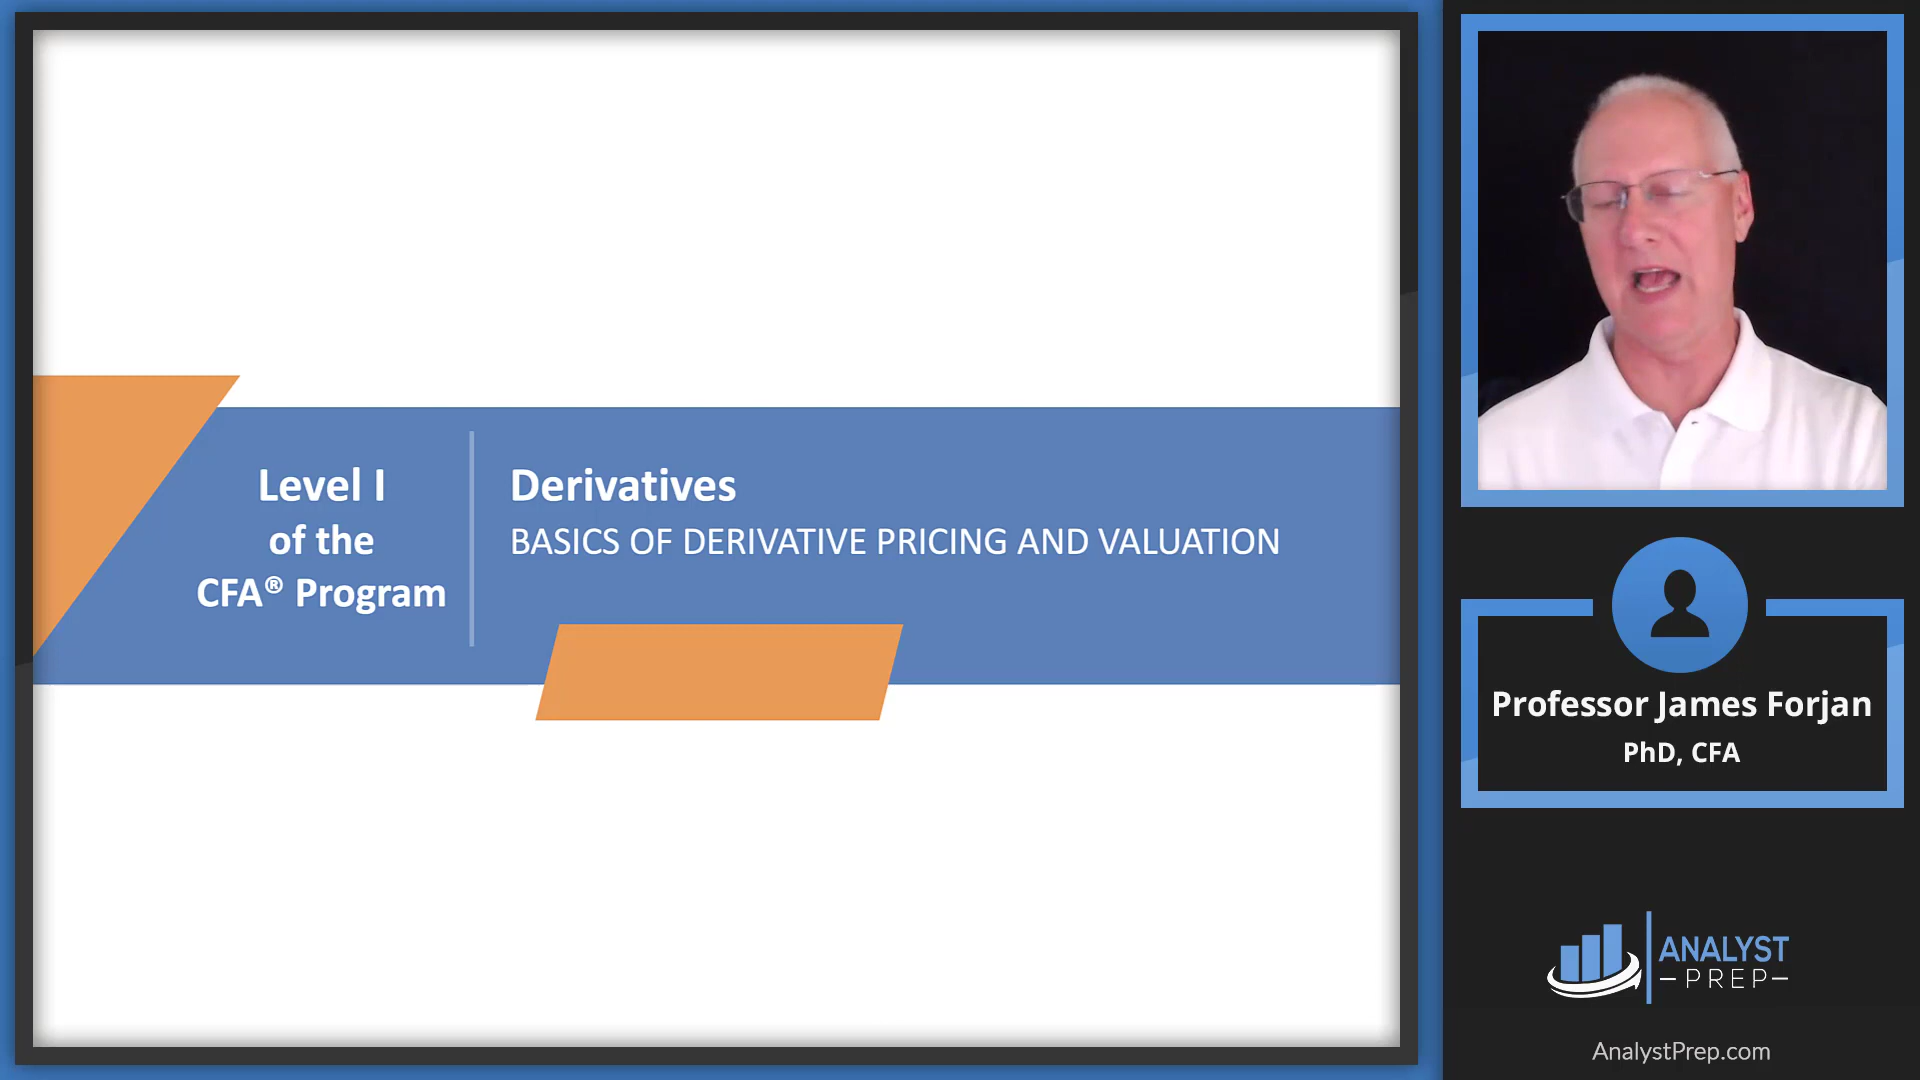 Level I
of the
CFA® Program
Derivatives
BASICS OF DERIVATIVE PRICING AND VALUATION
Professor James Forjan
PhD, CFA
ANALYST
PREP
AnalystPrep.com